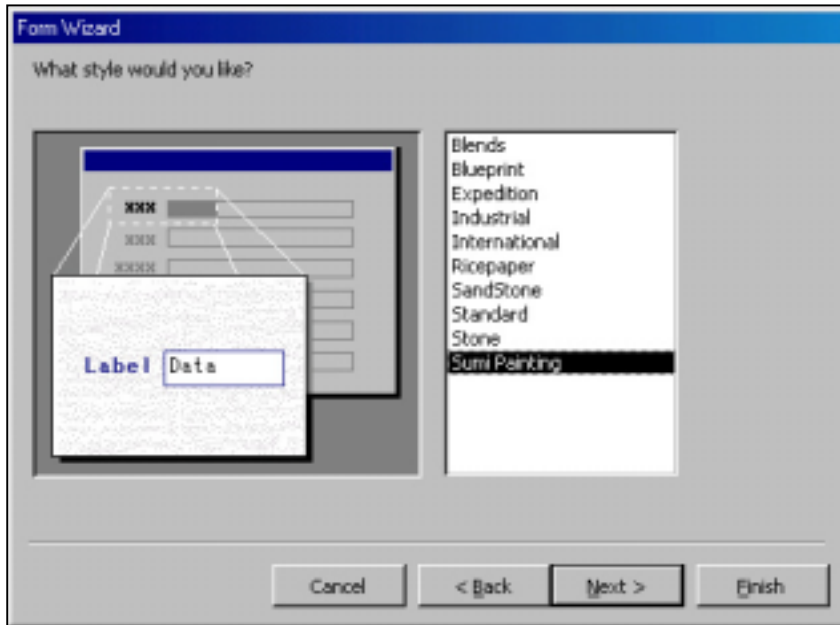 Form Wizard
What style would you like?
xxx
xxx
xxxx
Label Data
Blends
Blueprint
Expedition
Industrial
International
Ricepaper
SandStone
Standard
Stone
Sumi Painting
Cancel
< Back
Next >
Finish